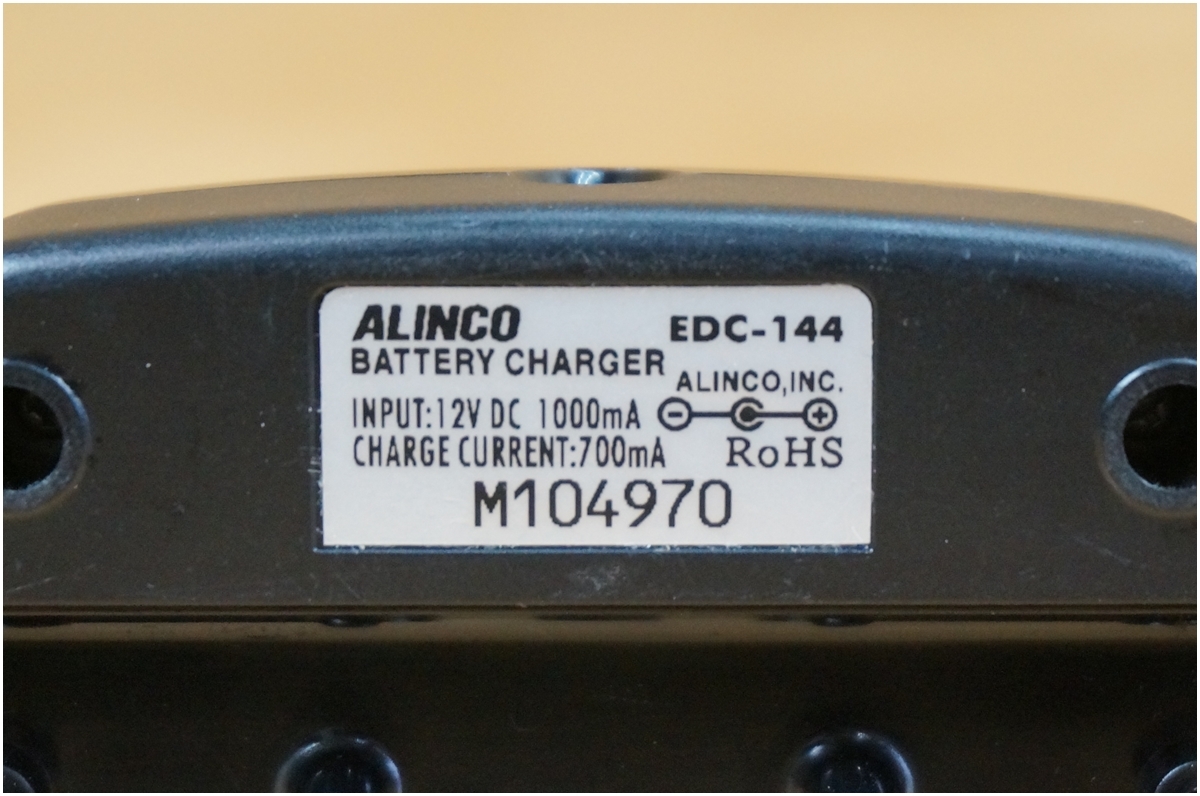 ALINCO EDC-144
BATTERY CHARGER
ALINCO,INC.
INPUT:12V DC 1000mA
CHARGE CURRENT:700mA RoHS
M104970